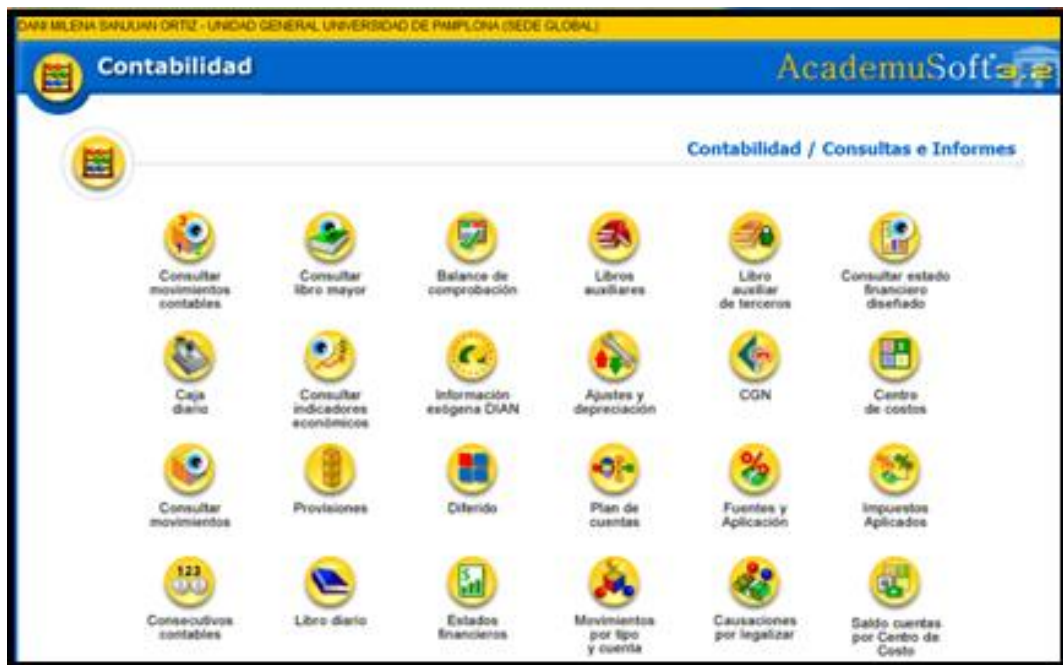 DANI MILENA SANJUAN ORTIZ - UNIDAD GENERAL UNIVERSIDAD DE PAMPLONA (SEDE GLOBAL)
Contabilidad
AcademuSoft 3.2
Contabilidad / Consultas e Informes
Consultar
movimientos
contables
Consultar
libro mayor
Balance de
comprobación
Libros
auxiliares
Libro
auxiliar
de terceros
Consultar estado
financiero
diseñado
Caja
diario
Consultar
indicadores
económicos
Información
exógena DIAN
Ajustes y
depreciación
CGN
Centro
de costos
Consultar
movimientos
Provisiones
Diferido
Plan de
cuentas
Fuentes y
Aplicación
Impuestos
Aplicados
123
Consecutivos
contables
Libro diario
Estados
financieros
Movimientos
por tipo
y cuenta
Causaciones
por legalizar
Saldo cuentas
por Centro de
Costo